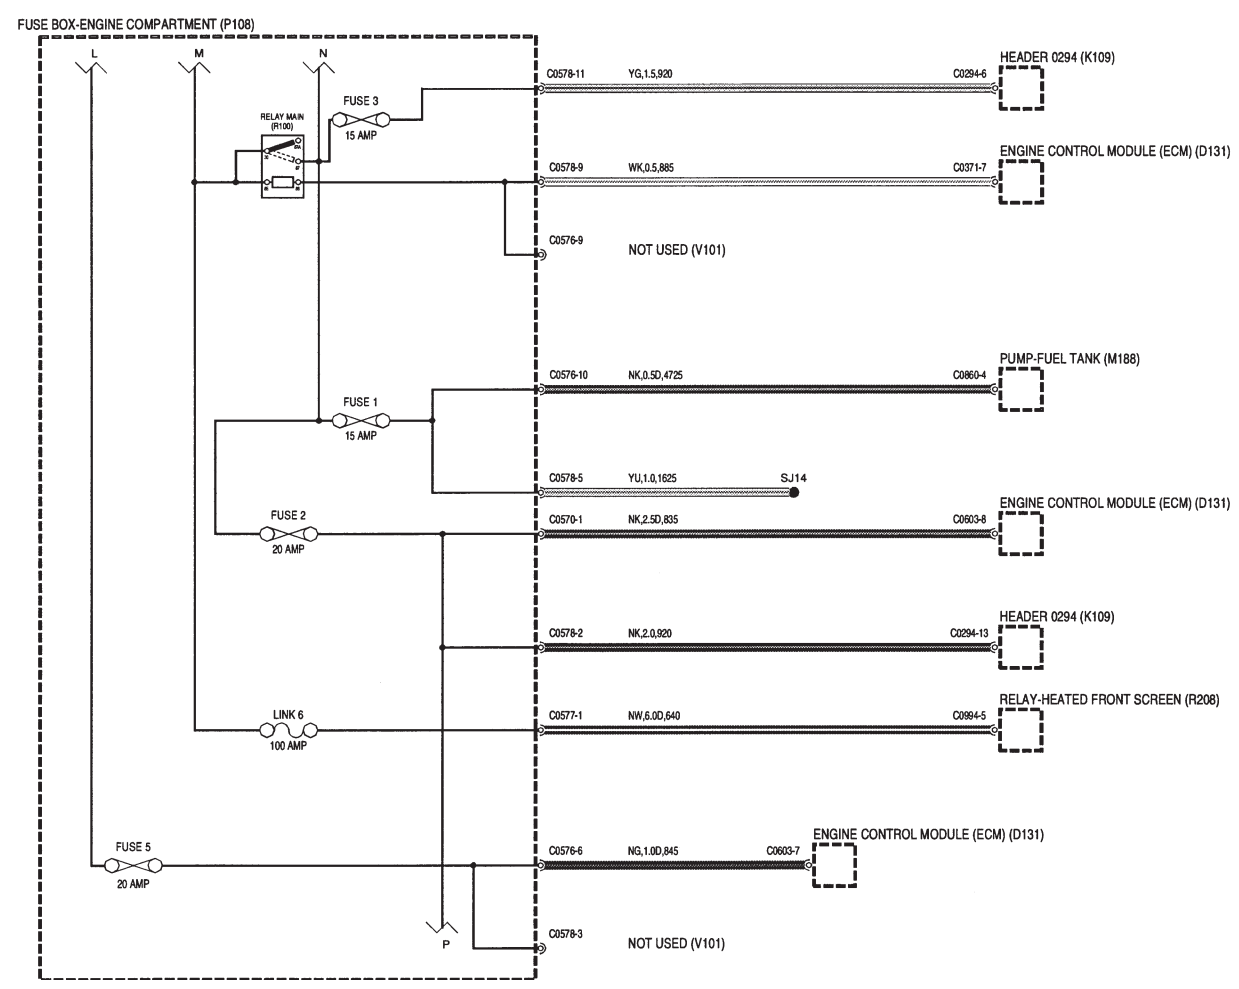 FUSE BOX-ENGINE COMPARTMENT (P108)
L
M
N
C0578-11
YG,1.5,920
C0294-6
HEADER 0294 (K109)
FUSE 3
15 AMP
RELAY MAIN
(R100)
C0578-9
WK,0.5,885
C0371-7
ENGINE CONTROL MODULE (ECM) (D131)
C0576-9
NOT USED (V101)
C0576-10
NK,0.5D,4725
C0860-4
PUMP-FUEL TANK (M188)
FUSE 1
15 AMP
C0578-5
YU,1.0,1625
SJ14
FUSE 2
20 AMP
C0570-1
NK,2.5D,835
C0603-8
ENGINE CONTROL MODULE (ECM) (D131)
C0578-2
NK,2.0,920
C0294-13
HEADER 0294 (K109)
LINK 6
100 AMP
C0577-1
NW,6.0D,640
C0994-5
RELAY-HEATED FRONT SCREEN (R208)
FUSE 5
20 AMP
C0576-6
NG,1.0D,845
C0603-7
ENGINE CONTROL MODULE (ECM) (D131)
P
C0578-3
NOT USED (V101)